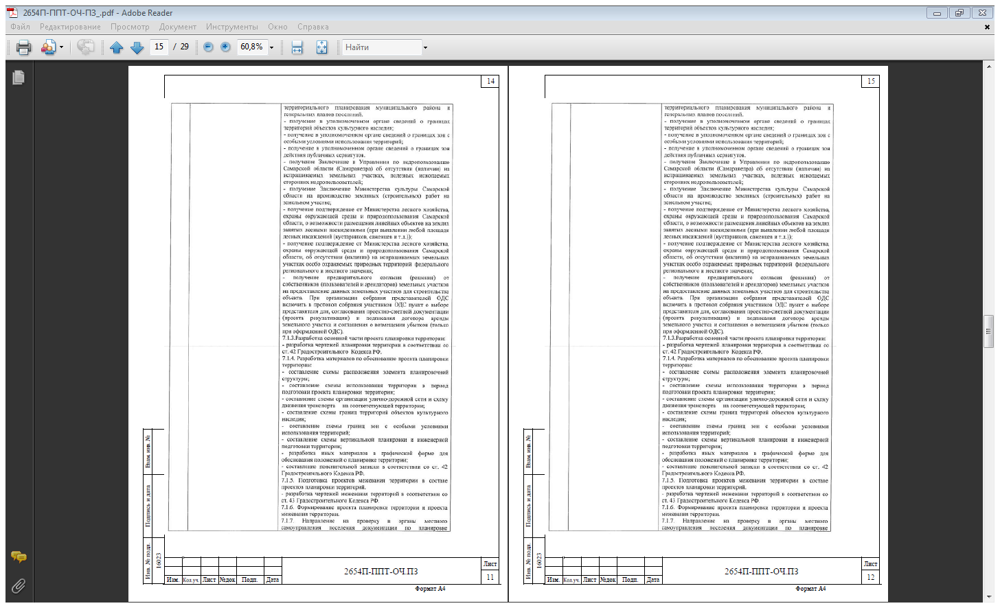 2654П-ППТ-ОЧ-ПЗ_.pdf - Adobe Reader
Файл Редактирование Просмотр Документ Инструменты Окно Справка
15 / 29 60,8% Найти
14
территориального планирования муниципального района и
генеральных планов поселений.
- получение в уполномоченном органе сведений о границах
территорий объектов культурного наследия;
- получение в уполномоченном органе сведений о границах зон с
особыми условиями использования территорий;
- получение в уполномоченном органе сведений о границах зон
действия публичных сервитутов.
- получение Заключение в Управлении по недропользованию
Самарской области (Самаранедра) об отсутствии (наличии) на
испрашиваемых земельных участках, полезных ископаемых
сторонних недропользователей;
- получение Заключение Министерства культуры Самарской
области на производство земляных (строительных) работ на
земельном участке;
- получение подтверждение от Министерства лесного хозяйства,
охраны окружающей среды и природопользования Самарской
области, о возможности размещения линейных объектов на землях
занятых лесными насаждениями (при выявлении любой площади
лесных насаждений (кустарников, саженцев и т.д.));
- получение подтверждение от Министерства лесного хозяйства,
охраны окружающей среды и природопользования Самарской
области, об отсутствии (наличии) на испрашиваемых земельных
участках особо охраняемых природных территорий федерального
регионального и местного значения;
- получение предварительного согласия (решения) от
собственников (пользователей и арендаторов) земельных участков
на предоставление данных земельных участков для строительства
объекта. При организации собрания представителей ОДС
включить в протокол собрания участников ОДС пункт о выборе
представителя для, согласования проектно-сметной документации
(проекта рекультивации) и подписания договора аренды
земельного участка и соглашения о возмещении убытков (только
при оформленной ОДС).
7.1.3.Разработка основной части проекта планировки территории:
- разработка чертежей планировки территории в соответствии со
ст. 42 Градостроительного Кодекса РФ.
7.1.4. Разработка материалов по обоснованию проекта планировки
территории:
- составление схемы расположения элемента планировочной
структуры;
- составление схемы использования территории в период
подготовки проекта планировки территории;
- составление схемы организации улично-дорожной сети и схему
движения транспорта на соответствующей территории;
- составление схемы границ территорий объектов культурного
наследия;
- составление схемы границ зон с особыми условиями
использования территорий;
- составление схемы вертикальной планировки и инженерной
подготовки территории;
- разработка иных материалов в графической форме для
обоснования положений о планировке территории;
- составление пояснительной записки в соответствии со ст. 42
Градостроительного Кодекса РФ.
7.1.5. Подготовка проектов межевания территории в составе
проектов планировки территорий.
- разработка чертежей межевания территорий в соответствии со
ст. 43 Градостроительного Кодекса РФ.
7.1.6. Формирование проекта планировки территории и проекта
межевания территории.
7.1.7. Направление на проверку в органы местного
самоуправления поселения документации по планировке
Взам. инв. №
Подпись и дата
Инв. № подл.
16023
Изм. Кол.уч. Лист №док Подп. Дата
2654П-ППТ-ОЧ.ПЗ
Лист
11
Формат А4
15
территориального планирования муниципального района и
генеральных планов поселений.
- получение в уполномоченном органе сведений о границах
территорий объектов культурного наследия;
- получение в уполномоченном органе сведений о границах зон с
особыми условиями использования территорий;
- получение в уполномоченном органе сведений о границах зон
действия публичных сервитутов.
- получение Заключение в Управлении по недропользованию
Самарской области (Самаранедра) об отсутствии (наличии) на
испрашиваемых земельных участках, полезных ископаемых
сторонних недропользователей;
- получение Заключение Министерства культуры Самарской
области на производство земляных (строительных) работ на
земельном участке;
- получение подтверждение от Министерства лесного хозяйства,
охраны окружающей среды и природопользования Самарской
области, о возможности размещения линейных объектов на землях
занятых лесными насаждениями (при выявлении любой площади
лесных насаждений (кустарников, саженцев и т.д.));
- получение подтверждение от Министерства лесного хозяйства,
охраны окружающей среды и природопользования Самарской
области, об отсутствии (наличии) на испрашиваемых земельных
участках особо охраняемых природных территорий федерального
регионального и местного значения;
- получение предварительного согласия (решения) от
собственников (пользователей и арендаторов) земельных участков
на предоставление данных земельных участков для строительства
объекта. При организации собрания представителей ОДС
включить в протокол собрания участников ОДС пункт о выборе
представителя для, согласования проектно-сметной документации
(проекта рекультивации) и подписания договора аренды
земельного участка и соглашения о возмещении убытков (только
при оформленной ОДС).
7.1.3.Разработка основной части проекта планировки территории:
- разработка чертежей планировки территории в соответствии со
ст. 42 Градостроительного Кодекса РФ.
7.1.4. Разработка материалов по обоснованию проекта планировки
территории:
- составление схемы расположения элемента планировочной
структуры;
- составление схемы использования территории в период
подготовки проекта планировки территории;
- составление схемы организации улично-дорожной сети и схему
движения транспорта на соответствующей территории;
- составление схемы границ территорий объектов культурного
наследия;
- составление схемы границ зон с особыми условиями
использования территорий;
- составление схемы вертикальной планировки и инженерной
подготовки территории;
- разработка иных материалов в графической форме для
обоснования положений о планировке территории;
- составление пояснительной записки в соответствии со ст. 42
Градостроительного Кодекса РФ.
7.1.5. Подготовка проектов межевания территории в составе
проектов планировки территорий.
- разработка чертежей межевания территорий в соответствии со
ст. 43 Градостроительного Кодекса РФ.
7.1.6. Формирование проекта планировки территории и проекта
межевания территории.
7.1.7. Направление на проверку в органы местного
самоуправления поселения документации по планировке
Взам. инв. №
Подпись и дата
Инв. № подл.
16023
Изм. Кол.уч. Лист №док Подп. Дата
2654П-ППТ-ОЧ.ПЗ
Лист
12
Формат А4